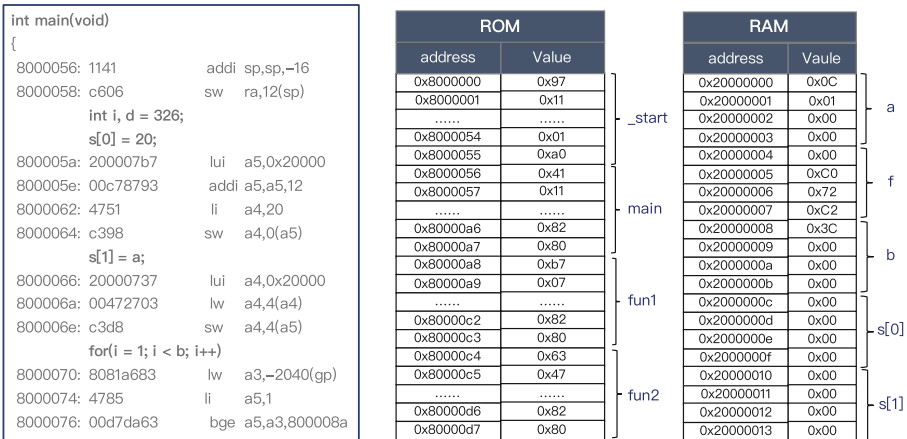 int main(void)
{
8000056: 1141 addi sp,sp,–16
8000058: c606 sw ra,12(sp)
int i, d = 326;
s[0] = 20;
800005a: 200007b7 lui a5,0x20000
800005e: 00c78793 addi a5,a5,12
8000062: 4751 li a4,20
8000064: c398 sw a4,0(a5)
s[1] = a;
8000066: 20000737 lui a4,0x20000
800006a: 00472703 lw a4,4(a4)
800006e: c3d8 sw a4,4(a5)
for(i = 1; i < b; i++)
8000070: 8081a683 lw a3,–2040(gp)
8000074: 4785 li a5,1
8000076: 00d7da63 bge a5,a3,800008a
ROM
address Value
0x8000000 0x97
0x8000001 0x11
...... ......
0x8000054 0x01
0x8000055 0xa0
0x8000056 0x41
0x8000057 0x11
...... ......
0x80000a6 0x82
0x80000a7 0x80
0x80000a8 0xb7
0x80000a9 0x07
...... ......
0x80000c2 0x82
0x80000c3 0x80
0x80000c4 0x63
0x80000c5 0x47
...... ......
0x80000d6 0x82
0x80000d7 0x80
_start
main
fun1
fun2
RAM
address Vaule
0x20000000 0x0C
0x20000001 0x01
0x20000002 0x00
0x20000003 0x00
0x20000004 0x00
0x20000005 0xC0
0x20000006 0x72
0x20000007 0xC2
0x20000008 0x3C
0x20000009 0x00
0x2000000a 0x00
0x2000000b 0x00
0x2000000c 0x00
0x2000000d 0x00
0x2000000e 0x00
0x2000000f 0x00
0x20000010 0x00
0x20000011 0x00
0x20000012 0x00
0x20000013 0x00
a
f
b
s[0]
s[1]